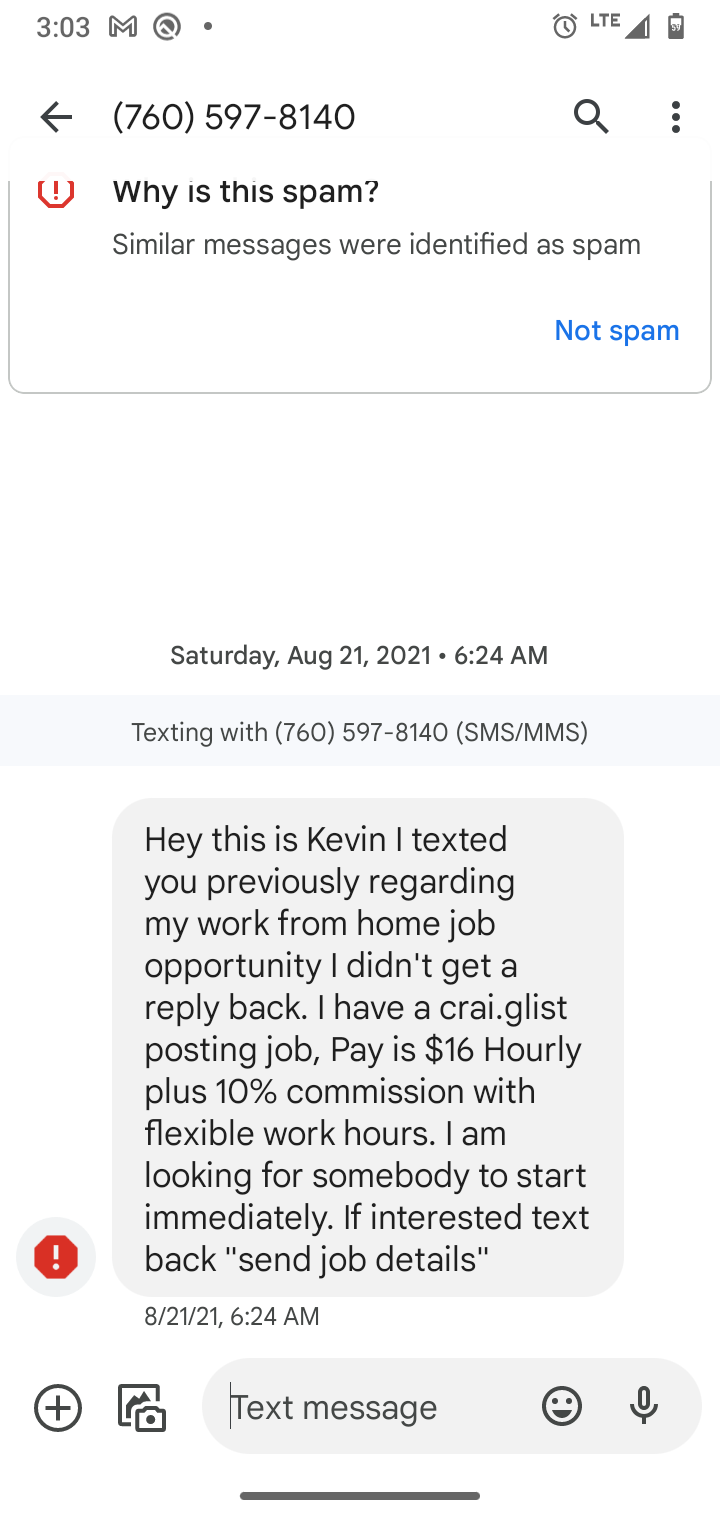 3:03
LTE
(760) 597-8140
Why is this spam?
Similar messages were identified as spam
Not spam
Saturday, Aug 21, 2021 • 6:24 AM
Texting with (760) 597-8140 (SMS/MMS)
Hey this is Kevin I texted
you previously regarding
my work from home job
opportunity I didn't get a
reply back. I have a crai.glist
posting job, Pay is $16 Hourly
plus 10% commission with
flexible work hours. I am
looking for somebody to start
immediately. If interested text
back "send job details"
8/21/21, 6:24 AM
Text message